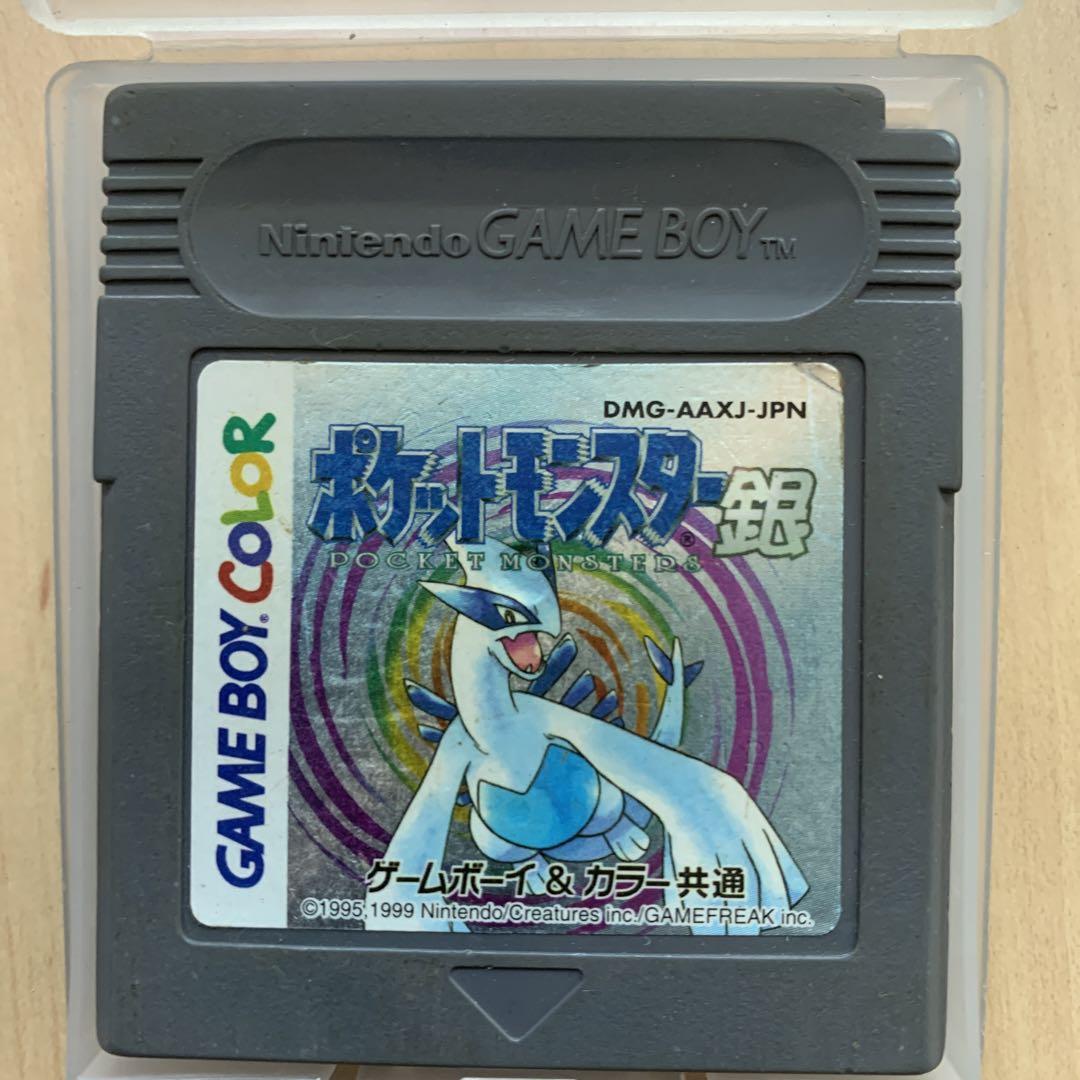 Nintendo GAME BOY™
DMG-AAXJ-JPN
ポケットモンスター銀
POCKET MONSTERS
GAME BOY® COLOR
ゲームボーイ & カラー共通
©1995,1999 Nintendo/Creatures inc./GAMEFREAK inc.